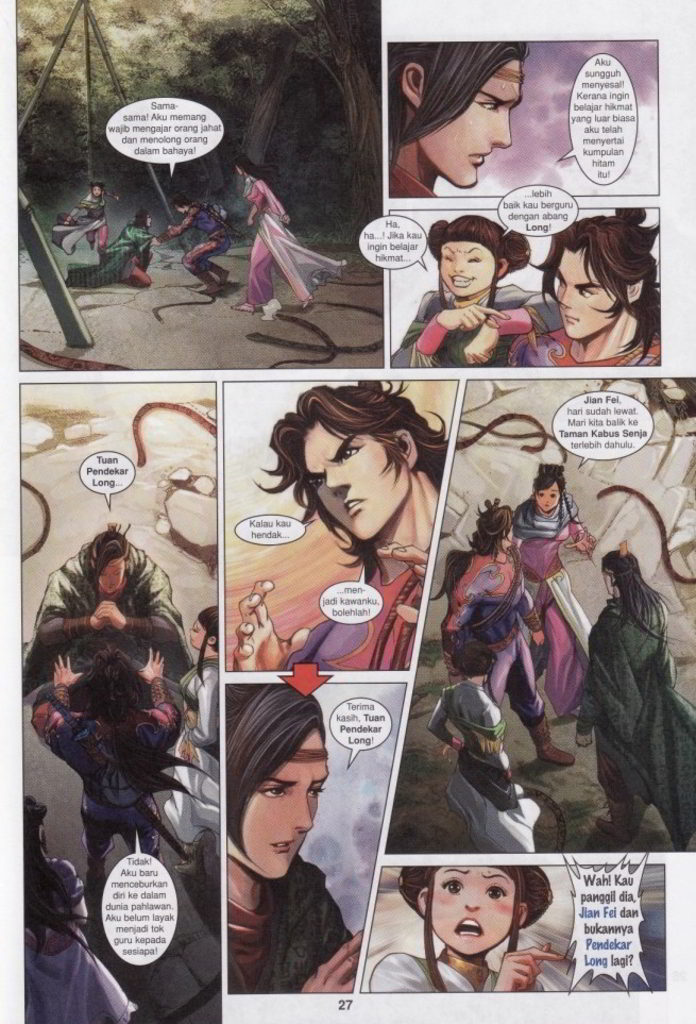 Sama-
sama! Aku memang
wajib mengajar orang jahat
dan menolong orang
dalam bahaya!
Aku
sungguh
menyesal!
Kerana ingin
belajar hikmat
yang luar biasa
aku telah
menyertai
kumpulan
hitam
itu!
Ha,
ha...! Jika kau
ingin belajar
hikmat...
...lebih
baik kau berguru
dengan abang
Long!
Tuan
Pendekar
Long...
Tidak!
Aku baru
menceburkan
diri ke dalam
dunia pahlawan.
Aku belum layak
menjadi tok
guru kepada
sesiapa!
Kalau kau
hendak...
...men-
jadi kawanku,
bolehlah!
Terima
kasih, Tuan
Pendekar
Long!
Jian Fei,
hari sudah lewat.
Mari kita balik ke
Taman Kabus Senja
terlebih dahulu.
Wah! Kau
panggil dia,
Jian Fei dan
bukannya
Pendekar
Long lagi?
27